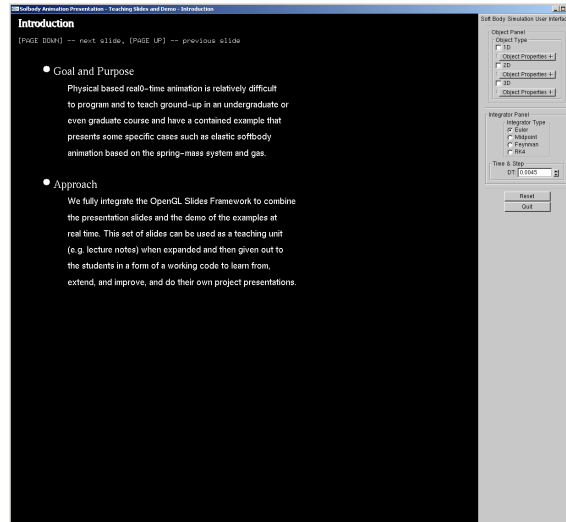 Softbody Animation Presentation - Teaching Slides and Demo - Introduction
Introduction
[PAGE DOWN] -- next slide, [PAGE UP] -- previous slide
Goal and Purpose
Physical based real0-time animation is relatively difficult
to program and to teach ground-up in an undergraduate or
even graduate course and have a contained example that
presents some specific cases such as elastic softbody
animation based on the spring-mass system and gas.
Approach
We fully integrate the OpenGL Slides Framework to combine
the presentation slides and the demo of the examples at
real time. This set of slides can be used as a teaching unit
(e.g. lecture notes) when expanded and then given out to
the students in a form of a working code to learn from,
extend, and improve, and do their own project presentations.
Soft Body Simulation User Interfac
Object Panel
Object Type
1D
Object Properties +
2D
Object Properties +
3D
Object Properties +
Integrator Panel
Integrator Type
Euler
Midpoint
Feynman
RK4
Time & Step
DT: 0.0045
Reset
Quit